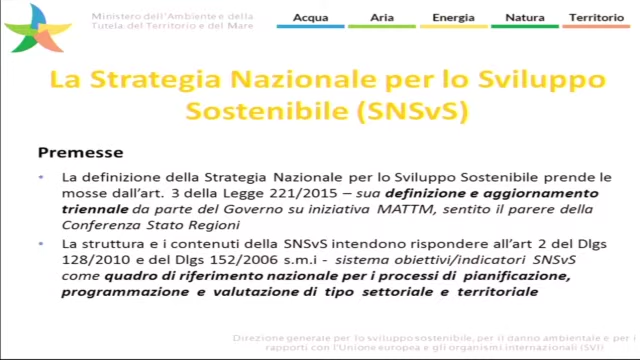 Ministero dell'Ambiente e della
Tutela del Territorio e del Mare
Acqua Aria Energia Natura Territorio
La Strategia Nazionale per lo Sviluppo
Sostenibile (SNSvS)
Premesse
• La definizione della Strategia Nazionale per lo Sviluppo Sostenibile prende le
mosse dall'art. 3 della Legge 221/2015 – sua definizione e aggiornamento
triennale da parte del Governo su iniziativa MATTM, sentito il parere della
Conferenza Stato Regioni
• La struttura e i contenuti della SNSvS intendono rispondere all'art 2 del Dlgs
128/2010 e del Dlgs 152/2006 s.m.i - sistema obiettivi/indicatori SNSvS
come quadro di riferimento nazionale per i processi di pianificazione,
programmazione e valutazione di tipo settoriale e territoriale
Direzione generale per lo sviluppo sostenibile, per il danno ambientale e per i
rapporti con l'Unione europea e gli organismi internazionali (SVI)